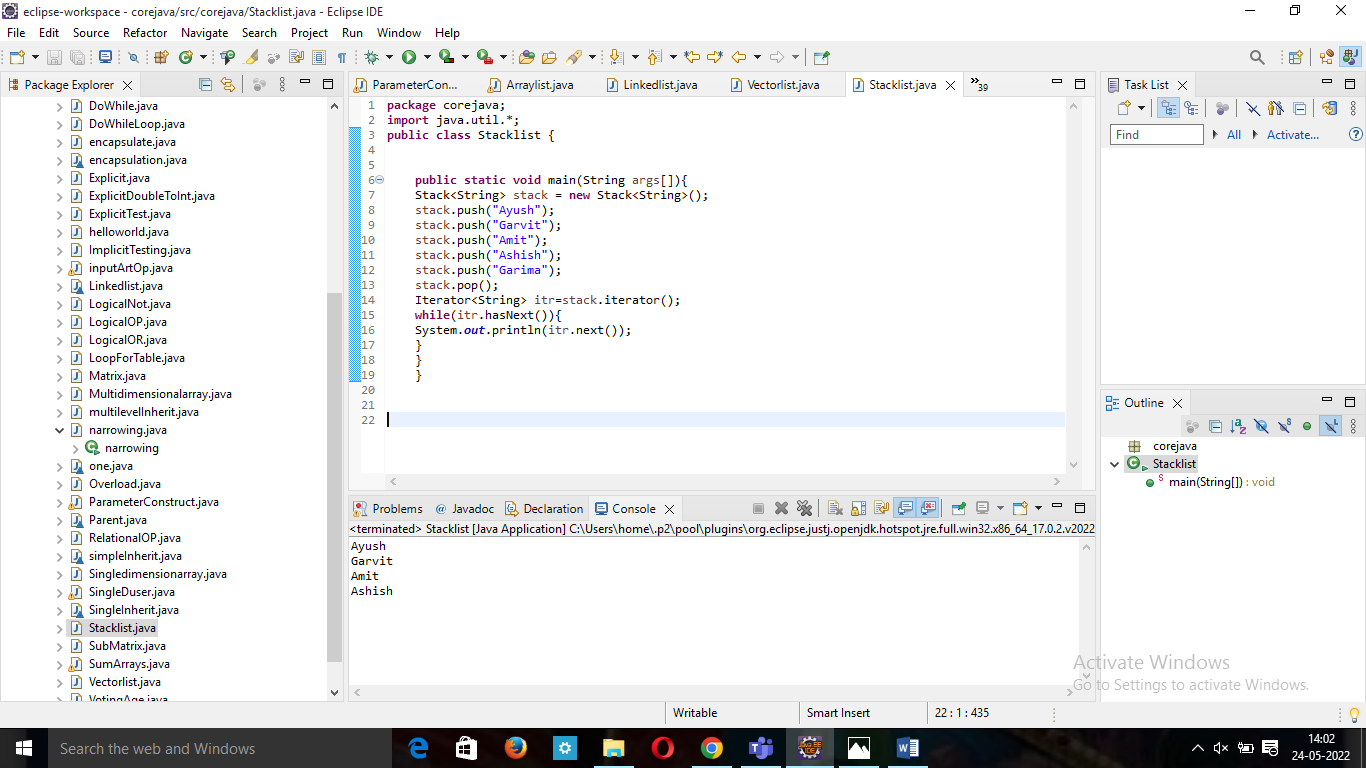 eclipse-workspace - corejava/src/corejava/Stacklist.java - Eclipse IDE
File Edit Source Refactor Navigate Search Project Run Window Help
Package Explorer
DoWhile.java
DoWhileLoop.java
encapsulate.java
encapsulation.java
Explicit.java
ExplicitDoubleToInt.java
ExplicitTest.java
helloworld.java
ImplicitTesting.java
inputArtOp.java
Linkedlist.java
LogicalNot.java
LogicalOP.java
LogicalOR.java
LoopForTable.java
Matrix.java
Multidimensionalarray.java
multilevelInherit.java
narrowing.java
narrowing
one.java
Overload.java
ParameterConstruct.java
Parent.java
RelationalOP.java
simpleInherit.java
Singledimensionarray.java
SingleDuser.java
SingleInherit.java
Stacklist.java
SubMatrix.java
SumArrays.java
Vectorlist.java
VotingAge.java
ParameterCon... Arraylist.java Linkedlist.java Vectorlist.java Stacklist.java »39
1 package corejava;
2 import java.util.*;
3 public class Stacklist {
4
5
6 public static void main(String args[]){
7 Stack<String> stack = new Stack<String>();
8 stack.push("Ayush");
9 stack.push("Garvit");
10 stack.push("Amit");
11 stack.push("Ashish");
12 stack.push("Garima");
13 stack.pop();
14 Iterator<String> itr=stack.iterator();
15 while(itr.hasNext()){
16 System.out.println(itr.next());
17 }
18 }
19 }
20
21
22
Problems @ Javadoc Declaration Console
<terminated> Stacklist [Java Application] C:\Users\home\.p2\pool\plugins\org.eclipse.justj.openjdk.hotspot.jre.full.win32.x86_64_17.0.2.v2022
Ayush
Garvit
Amit
Ashish
Task List
Find All Activate...
Outline
corejava
Stacklist
S main(String[]) : void
Activate Windows
Go to Settings to activate Windows.
Writable Smart Insert 22 : 1 : 435
Search the web and Windows
14:02
24-05-2022